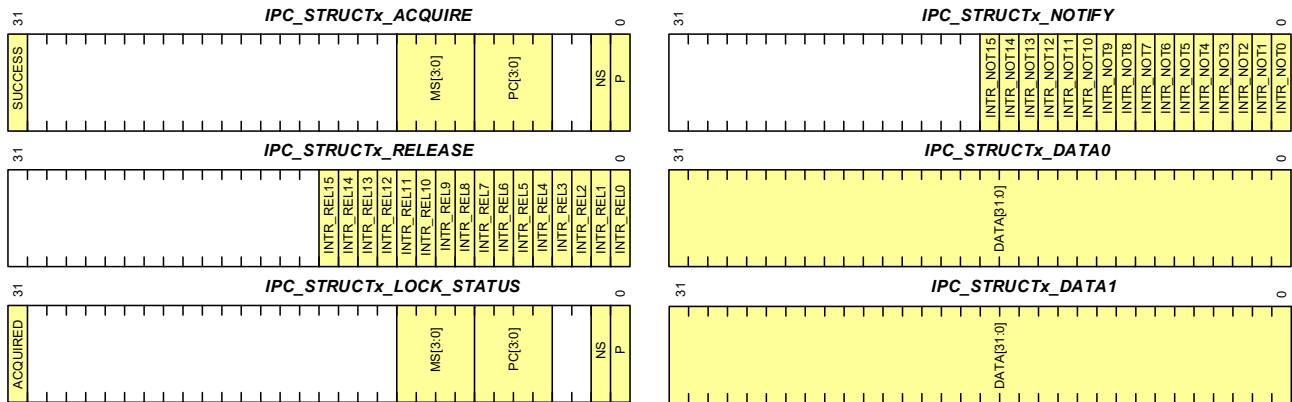 IPC_STRUCTx_ACQUIRE
31
0
SUCCESS
MS[3:0]
PC[3:0]
NS
P
IPC_STRUCTx_NOTIFY
31
0
INTR_NOT15
INTR_NOT14
INTR_NOT13
INTR_NOT12
INTR_NOT11
INTR_NOT10
INTR_NOT9
INTR_NOT8
INTR_NOT7
INTR_NOT6
INTR_NOT5
INTR_NOT4
INTR_NOT3
INTR_NOT2
INTR_NOT1
INTR_NOT0
IPC_STRUCTx_RELEASE
31
0
INTR_REL15
INTR_REL14
INTR_REL13
INTR_REL12
INTR_REL11
INTR_REL10
INTR_REL9
INTR_REL8
INTR_REL7
INTR_REL6
INTR_REL5
INTR_REL4
INTR_REL3
INTR_REL2
INTR_REL1
INTR_REL0
IPC_STRUCTx_DATA0
31
0
DATA[31:0]
IPC_STRUCTx_LOCK_STATUS
31
0
ACQUIRED
MS[3:0]
PC[3:0]
NS
P
IPC_STRUCTx_DATA1
31
0
DATA[31:0]